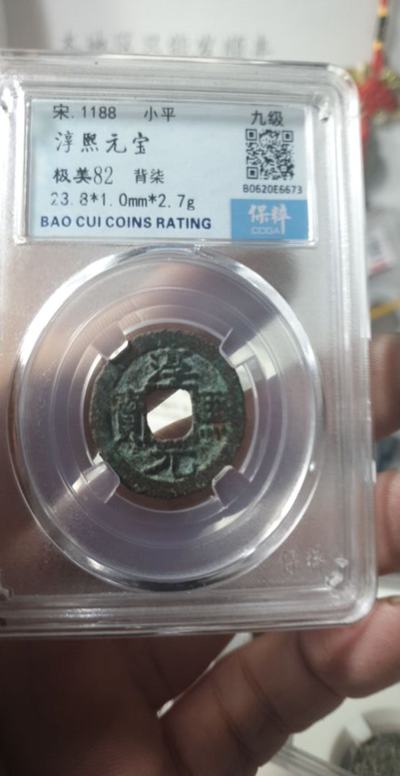 宋.1188 小平 九级
淳熙元宝
极美82 背柒
23.8*1.0mm*2.7g
B0620E6673
BAO CUI COINS RATING
保粹
淳
熙
元
寶